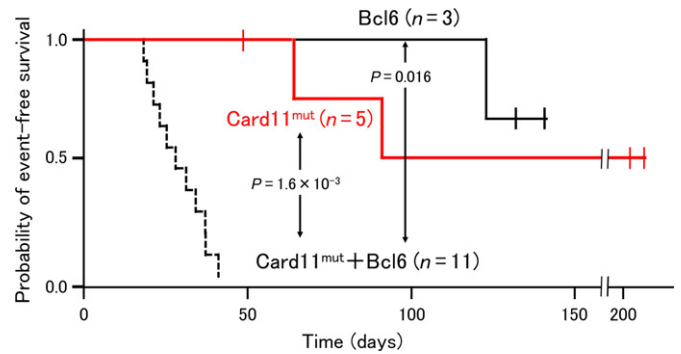 Bcl6 (n = 3)
1.0
P = 0.016
Card11mut (n = 5)
0.5
P = 1.6 × 10−3
Card11mut + Bcl6 (n = 11)
0.0
0
50
100
150
200
Time (days)
Probability of event-free survival